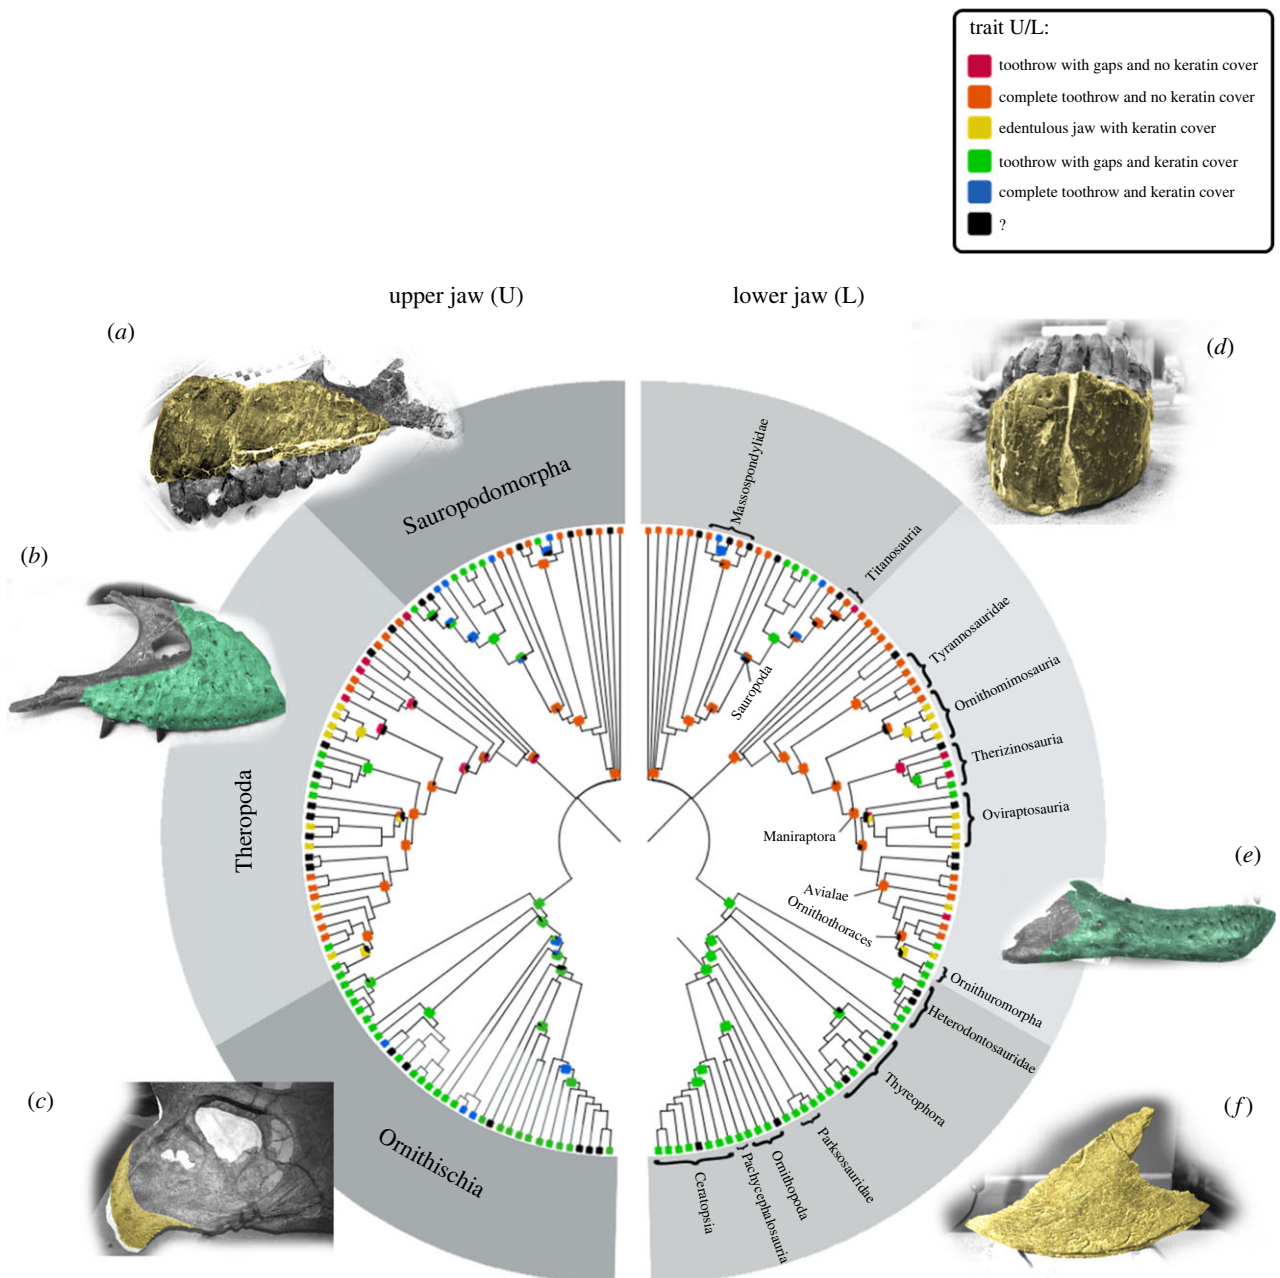 trait U/L:
toothrow with gaps and no keratin cover
complete toothrow and no keratin cover
edentulous jaw with keratin cover
toothrow with gaps and keratin cover
complete toothrow and keratin cover
?
upper jaw (U)
lower jaw (L)
(a)
(b)
(c)
(d)
(e)
(f)
Sauropodomorpha
Theropoda
Ornithischia
Massospondylidae
Titanosauria
Sauropoda
Tyrannosauridae
Ornithomimosauria
Therizinosauria
Oviraptosauria
Maniraptora
Avialae
Ornithothoraces
Ornithuromorpha
Heterodontosauridae
Thyreophora
Parksosauridae
Ornithopoda
Pachycephalosauria
Ceratopsia